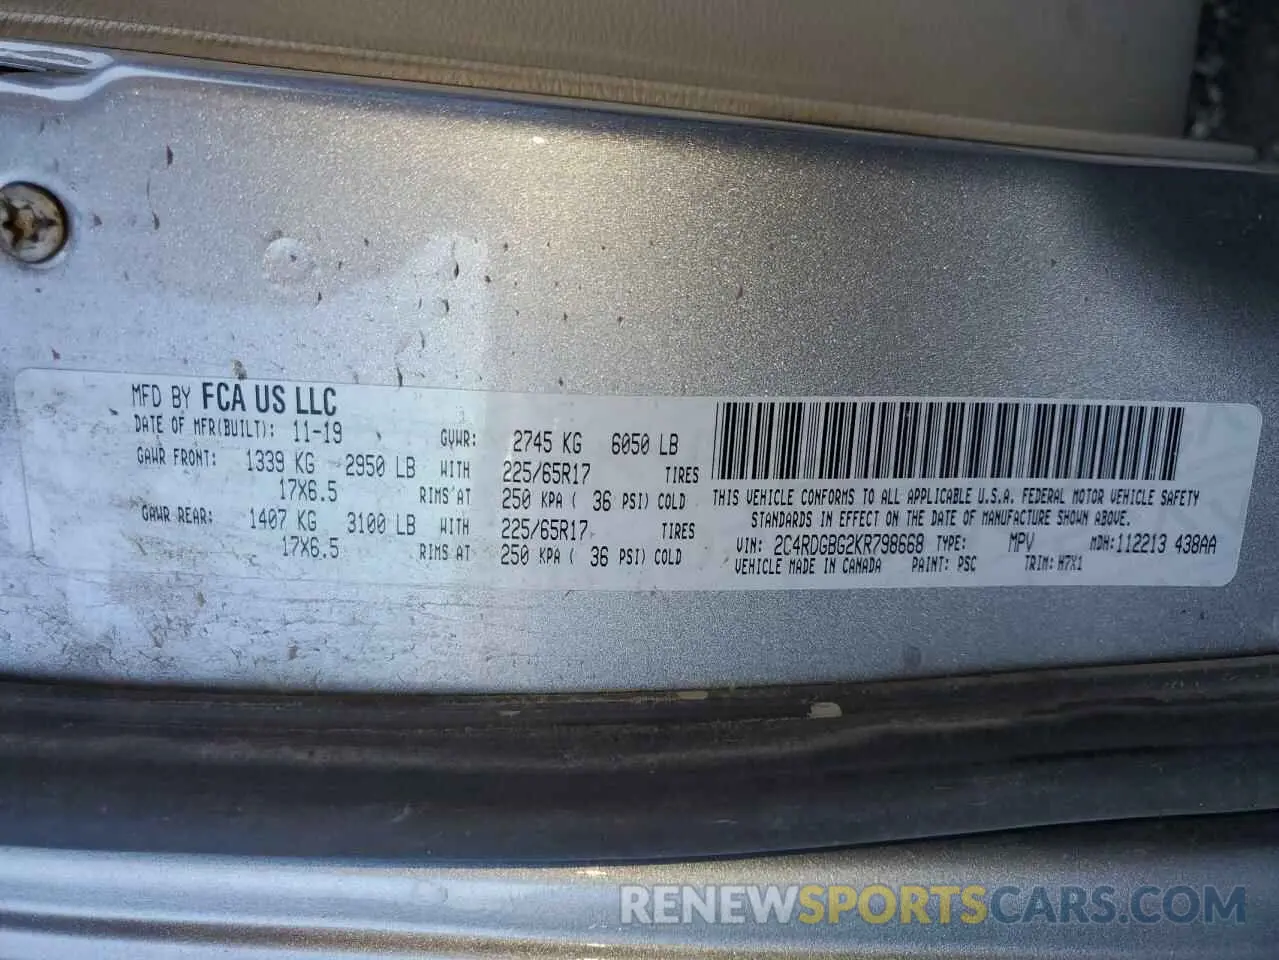 MFD BY FCA US LLC
DATE OF MFR(BUILT): 11-19 GVWR: 2745 KG 6050 LB
GAWR FRONT: 1339 KG 2950 LB WITH 225/65R17 TIRES
17X6.5 RIMS AT 250 KPA ( 36 PSI) COLD
GAWR REAR: 1407 KG 3100 LB WITH 225/65R17 TIRES
17X6.5 RIMS AT 250 KPA ( 36 PSI) COLD
THIS VEHICLE CONFORMS TO ALL APPLICABLE U.S.A. FEDERAL MOTOR VEHICLE SAFETY
STANDARDS IN EFFECT ON THE DATE OF MANUFACTURE SHOWN ABOVE.
VIN: 2C4RDGBG2KR798668 TYPE: MPV MDH:112213 438AA
VEHICLE MADE IN CANADA PAINT: PSC TRIM: H7X1
RENEWSPORTSCARS.COM